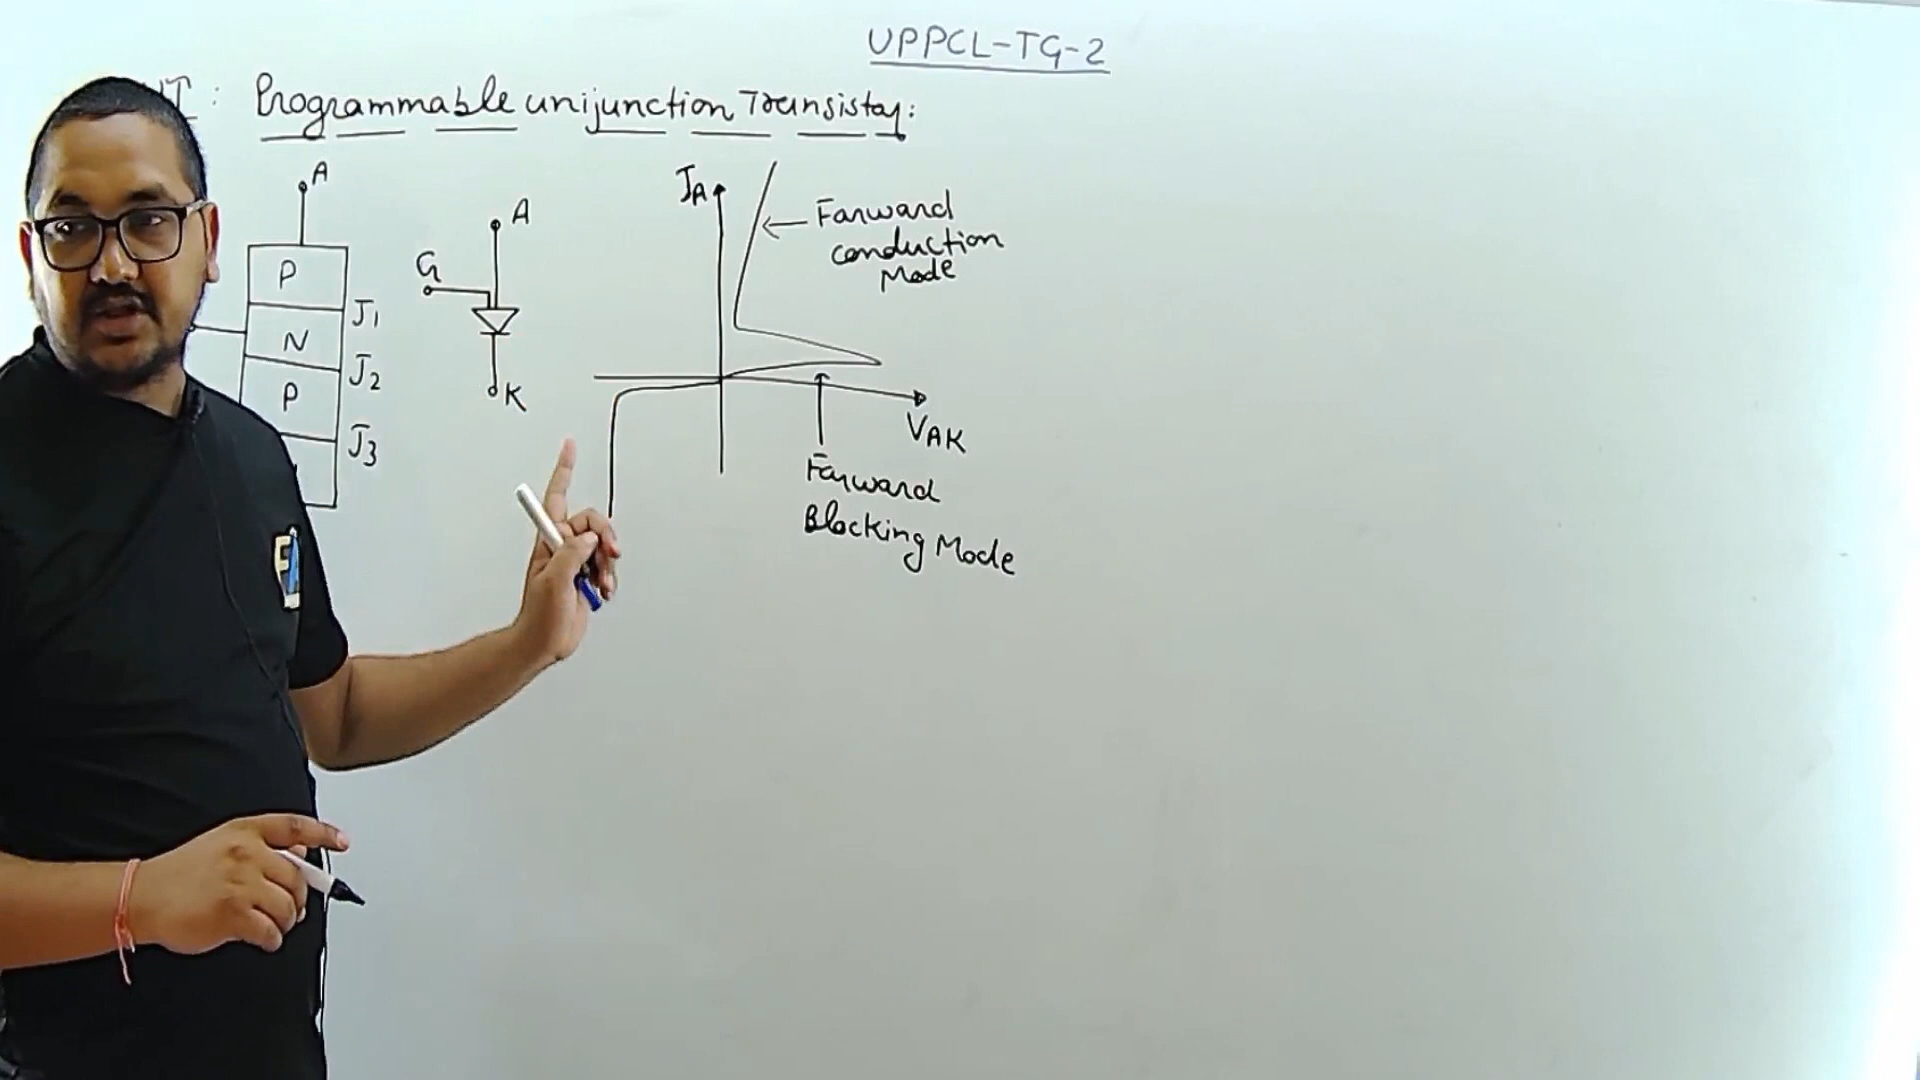 UPPCL-TG-2
: Programmable unijunction Transistor:
A
P
J1
N
J2
P
J3
A
G
K
IA
Forward
conduction
Mode
VAK
Forward
Blocking Mode